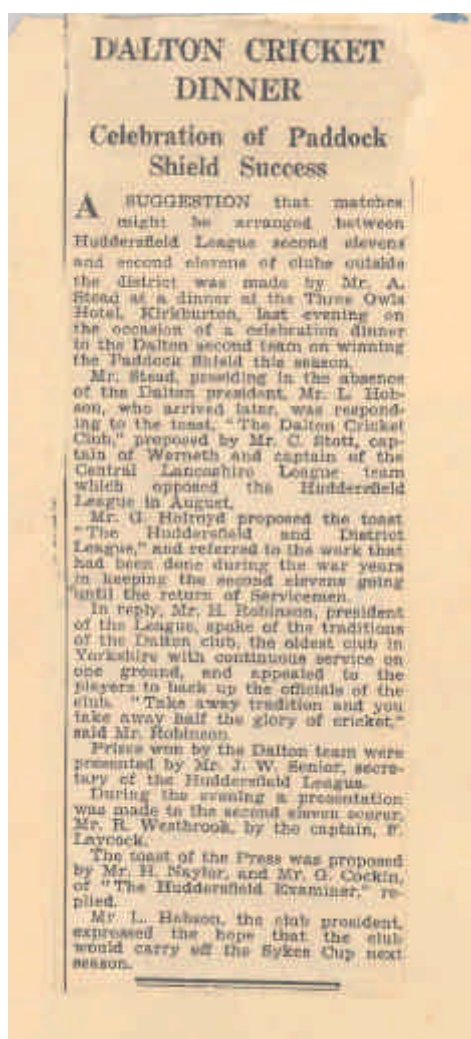 DALTON CRICKET
DINNER
Celebration of Paddock
Shield Success
A SUGGESTION that matches
might be arranged between
Huddersfield League second elevens
and second elevens of clubs outside
the district was made by Mr. A.
Stead at a dinner at the Three Owls
Hotel, Kirkburton, last evening on
the occasion of a celebration dinner
to the Dalton second team on winning
the Paddock Shield this season.
Mr. Stead, presiding in the absence
of the Dalton president, Mr. L. Hob-
son, who arrived later, was respond-
ing to the toast, "The Dalton Cricket
Club," proposed by Mr. C. Stott, cap-
tain of Werneth and captain of the
Central Lancashire League team
which opposed the Huddersfield
League in August.
Mr. G. Holroyd proposed the toast
"The Huddersfield and District
League," and referred to the work that
had been done during the war years
in keeping the second elevens going
until the return of Servicemen.
In reply, Mr. H. Robinson, president
of the League, spoke of the traditions
of the Dalton club, the oldest club in
Yorkshire with continuous service on
one ground, and appealed to the
players to back up the officials of the
club. "Take away tradition and you
take away half the glory of cricket,"
said Mr. Robinson.
Prizes won by the Dalton team were
presented by Mr. J. W. Senior, secre-
tary of the Huddersfield League.
During the evening a presentation
was made to the second eleven scorer,
Mr. R. Westbrook, by the captain, F.
Laycock.
The toast of the Press was proposed
by Mr. H. Naylor, and Mr. G. Cockin,
of "The Huddersfield Examiner," re-
plied.
Mr L. Hobson, the club president,
expressed the hope that the club
would carry off the Sykes Cup next
season.